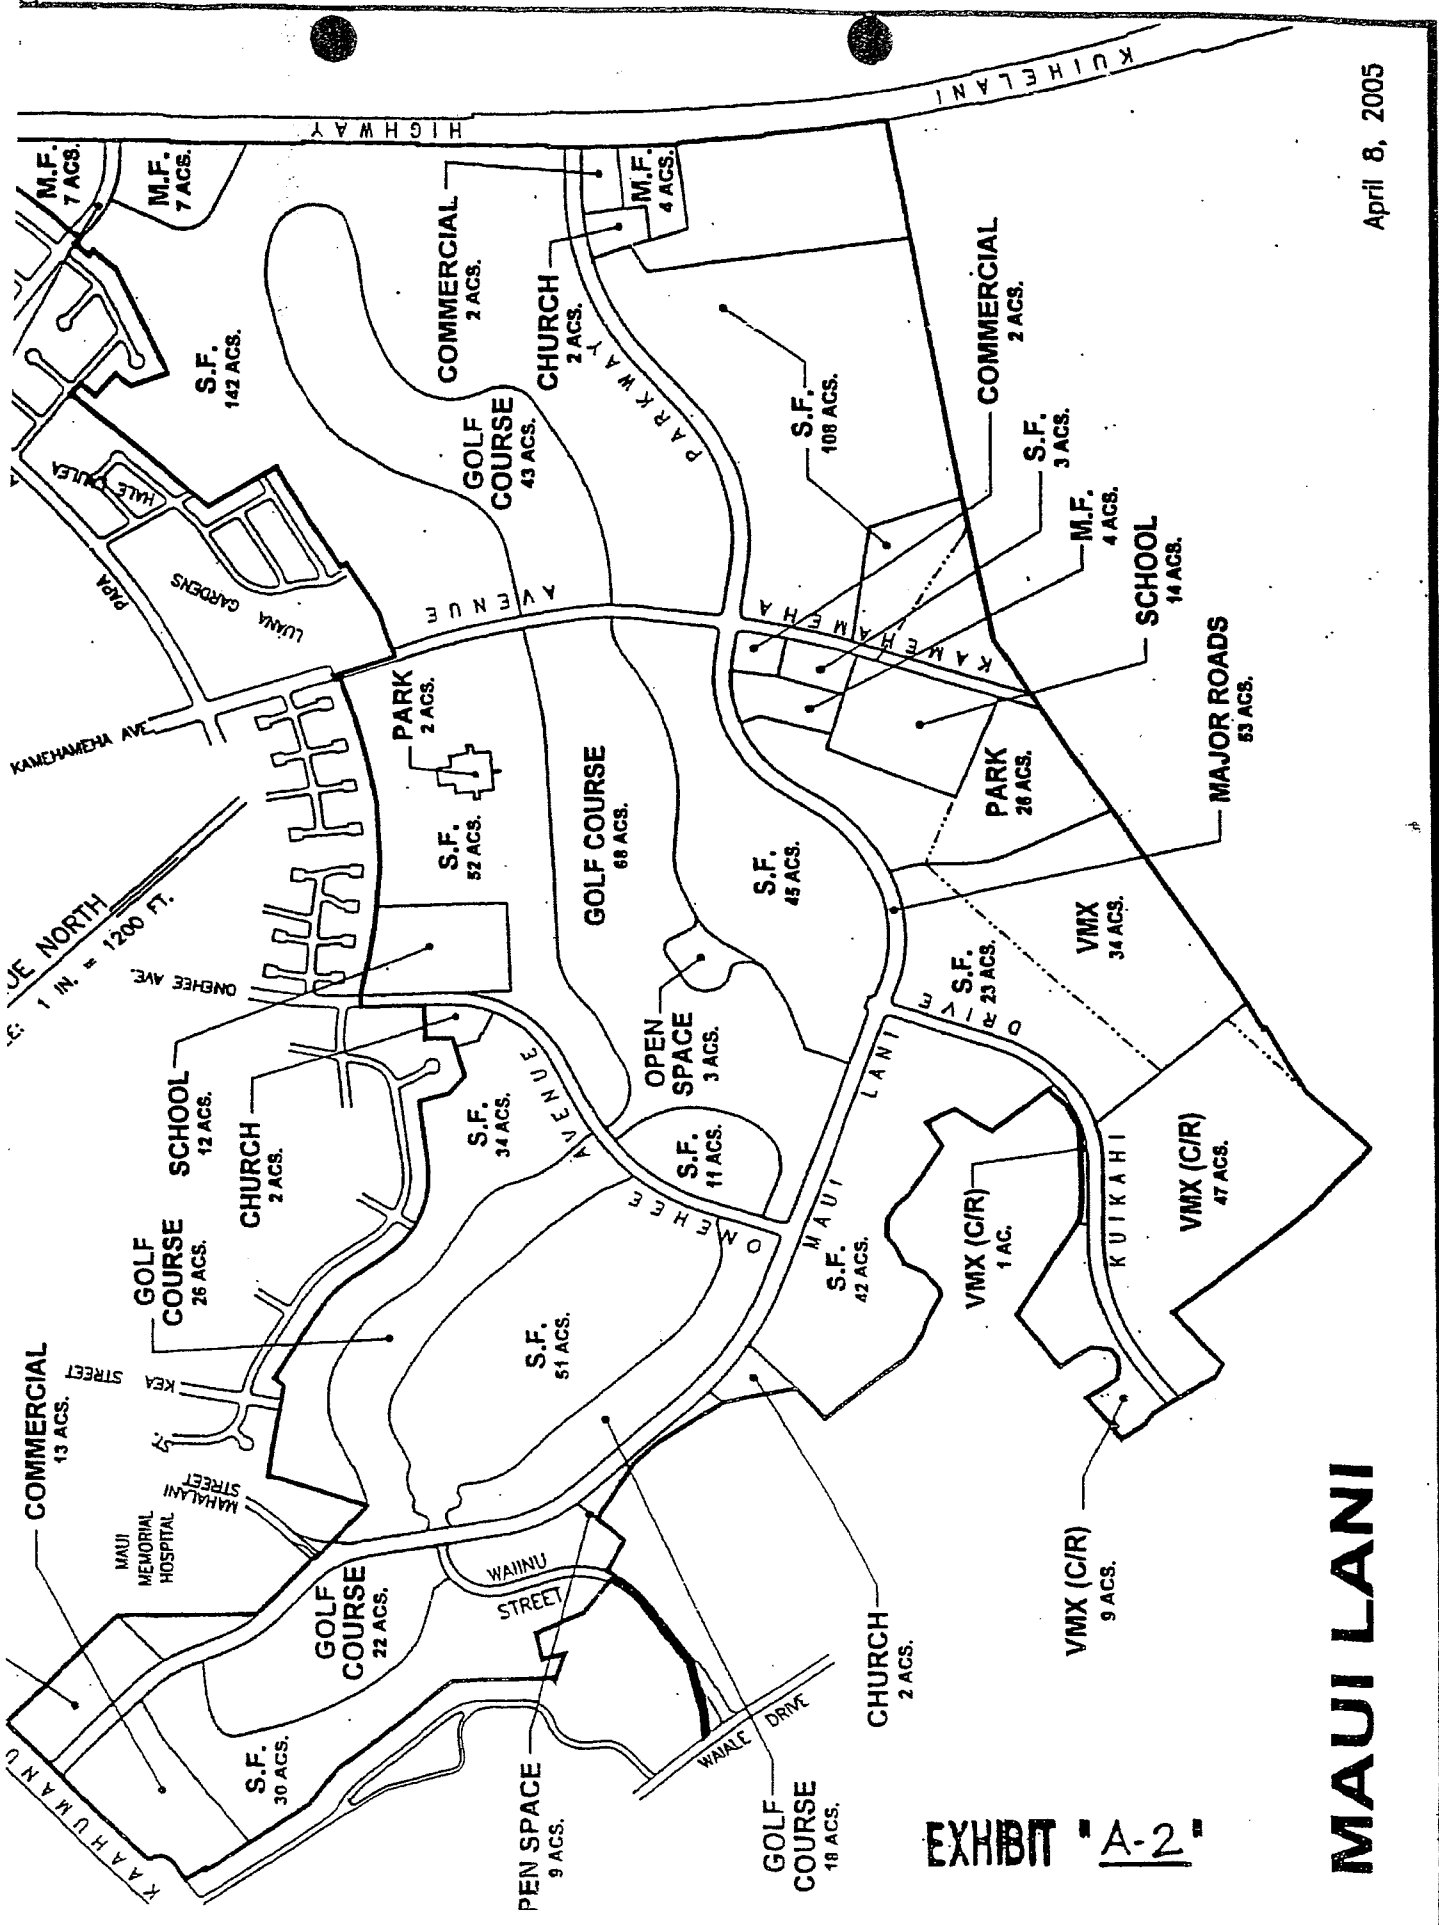 KUIHELANI
HIGHWAY
April 8, 2005
M.F.
7 ACS.
M.F.
7 ACS.
COMMERCIAL
2 ACS.
M.F.
4 ACS.
CHURCH
2 ACS.
S.F.
142 ACS.
PARKWAY
COMMERCIAL
2 ACS.
S.F.
108 ACS.
GOLF
COURSE
43 ACS.
S.F.
3 ACS.
M.F.
4 ACS.
SCHOOL
14 ACS.
HALE
PAPA
LUANA
GARDENS
AVENUE
KAMEHAMEHA
KAMEHAMEHA AVE
PARK
2 ACS.
MAJOR ROADS
53 ACS.
GOLF COURSE
68 ACS.
S.F.
52 ACS.
PARK
26 ACS.
S.F.
45 ACS.
VMX
34 ACS.
UE NORTH
1 IN. = 1200 FT.
ONEHEE AVE.
S.F.
23 ACS.
DRIVE
OPEN
SPACE
3 ACS.
SCHOOL
12 ACS.
CHURCH
2 ACS.
S.F.
34 ACS.
AVENUE
ONEHEE
S.F.
11 ACS.
MAUI LANI
KUIKAHI
VMX (C/R)
47 ACS.
VMX (C/R)
1 AC.
S.F.
42 ACS.
GOLF
COURSE
26 ACS.
S.F.
51 ACS.
KEA STREET
ST.
COMMERCIAL
13 ACS.
MAHALANI
STREET
MAUI
MEMORIAL
HOSPITAL
GOLF
COURSE
22 ACS.
WAIINU
STREET
VMX (C/R)
9 ACS.
CHURCH
2 ACS.
S.F.
30 ACS.
KAAHUMANU
WAIALE DRIVE
PEN SPACE
9 ACS.
GOLF
COURSE
18 ACS.
EXHIBIT "A-2"
MAUI LANI